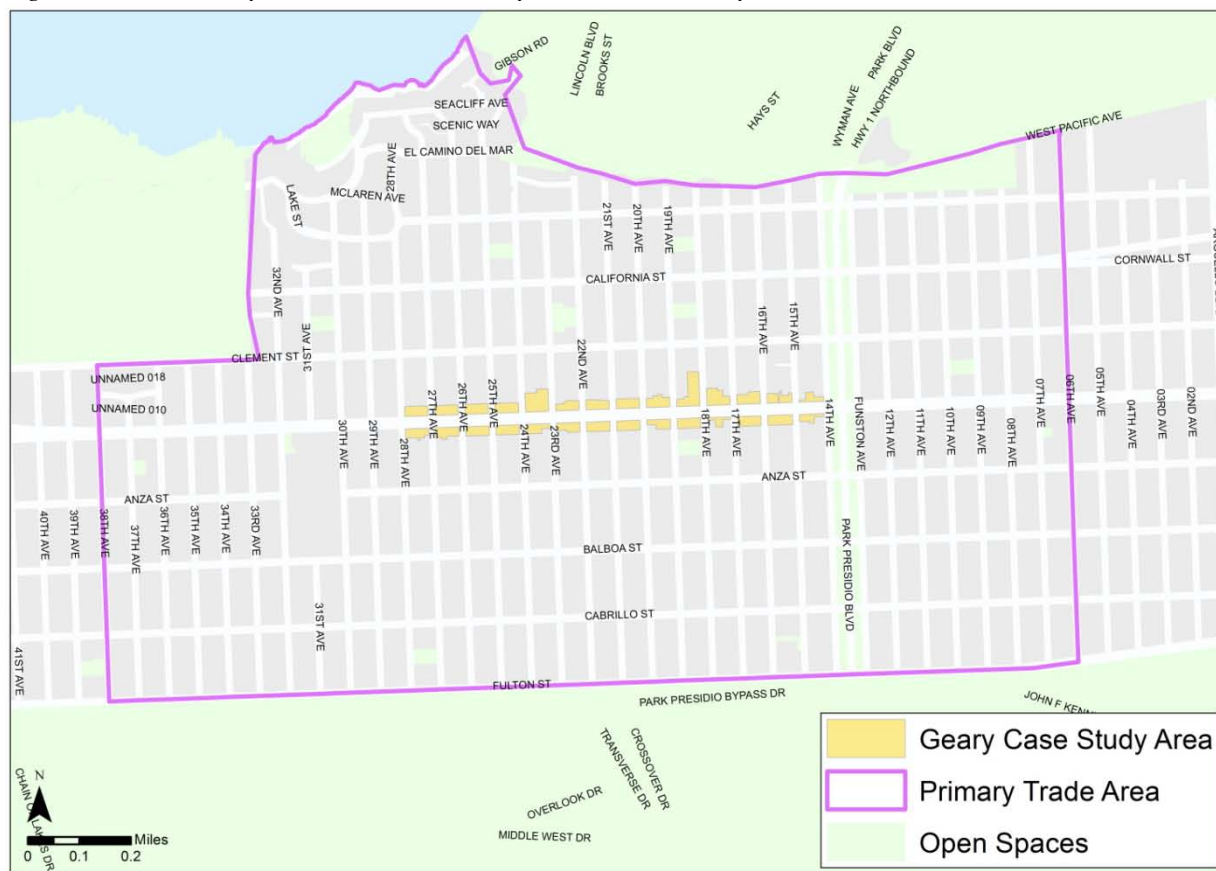 GIBSON RD
LINCOLN BLVD
BROOKS ST
HAYS ST
WYMAN AVE
PARK BLVD
HWY 1 NORTHBOUND
WEST PACIFIC AVE
SEACLIFF AVE
SCENIC WAY
EL CAMINO DEL MAR
28TH AVE
MCLAREN AVE
LAKE ST
21ST AVE
20TH AVE
19TH AVE
CORNWALL ST
CALIFORNIA ST
32ND AVE
31ST AVE
16TH AVE
15TH AVE
CLEMENT ST
22ND AVE
UNNAMED 018
UNNAMED 010
27TH AVE
26TH AVE
25TH AVE
30TH AVE
29TH AVE
28TH AVE
24TH AVE
23RD AVE
18TH AVE
17TH AVE
14TH AVE
FUNSTON AVE
12TH AVE
11TH AVE
10TH AVE
09TH AVE
08TH AVE
07TH AVE
06TH AVE
05TH AVE
04TH AVE
03RD AVE
02ND AVE
ANZA ST
ANZA ST
40TH AVE
39TH AVE
38TH AVE
37TH AVE
36TH AVE
35TH AVE
34TH AVE
33RD AVE
BALBOA ST
PARK PRESIDIO BLVD
CABRILLO ST
31ST AVE
41ST AVE
FULTON ST
PARK PRESIDIO BYPASS DR
CROSSOVER DR
TRANSVERSE DR
OVERLOOK DR
MIDDLE WEST DR
JOHN F
Geary Case Study Area
Primary Trade Area
Open Spaces
N
Miles
0 0.1 0.2